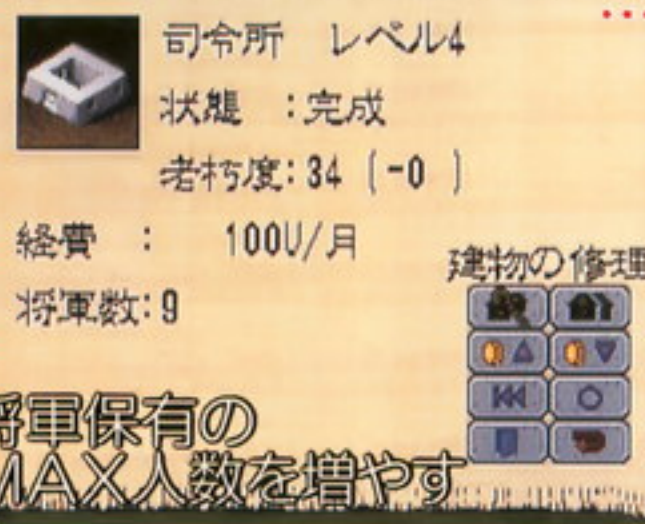 司令所 レベル4
状態 :完成
老朽度:34 (-0 )
経費 : 100U/月
将軍数:9
建物の修理
将軍保有の
MAX人数を増やす